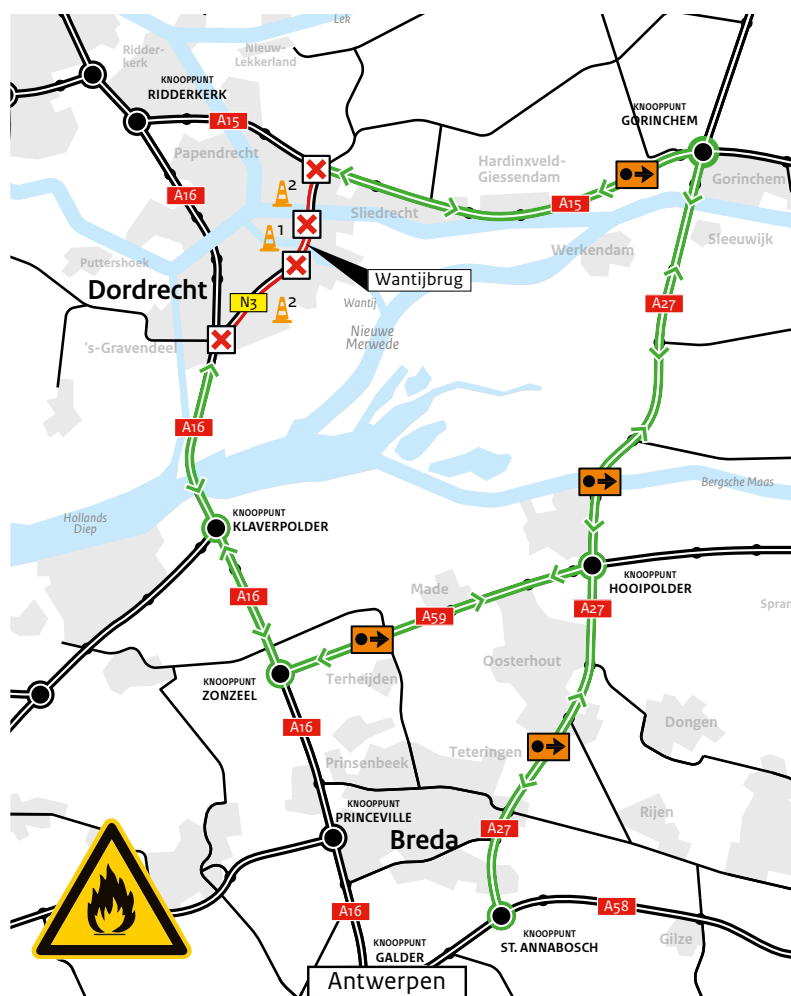 Lek
Ridder-
kerk
Nieuw-
Lekkerland
KNOOPPUNT
RIDDERKERK
A15
Papendrecht
A16
KNOOPPUNT
GORINCHEM
Hardinxveld-
Giessendam
Gorinchem
2
Sliedrecht
A15
1
Sleeuwijk
Werkendam
Puttershoek
Wantijbrug
Dordrecht
N3
2
Wantij
A27
Nieuwe
Merwede
's-Gravendeel
A16
Bergsche Maas
Hollands
Diep
KNOOPPUNT
KLAVERPOLDER
KNOOPPUNT
HOOIPOLDER
Made
A16
A59
A27
Spran
KNOOPPUNT
ZONZEEL
Terheijden
Oosterhout
A16
Dongen
Teteringen
Prinsenbeek
KNOOPPUNT
PRINCEVILLE
Rijen
A27
Breda
A16
A58
KNOOPPUNT
GALDER
KNOOPPUNT
ST. ANNABOSCH
Gilze
Antwerpen